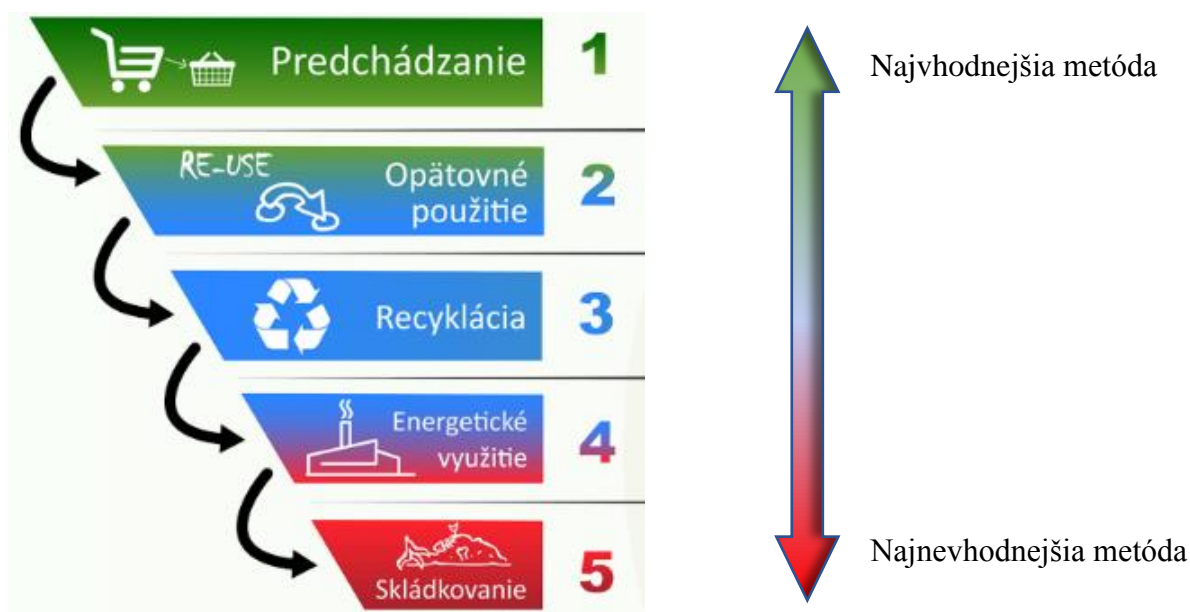 Predchádzanie 1
RE-USE
Opätovné
použitie
2
Recyklácia 3
Energetické
využitie
4
Skládkovanie 5
Najvhodnejšia metóda
Najnevhodnejšia metóda